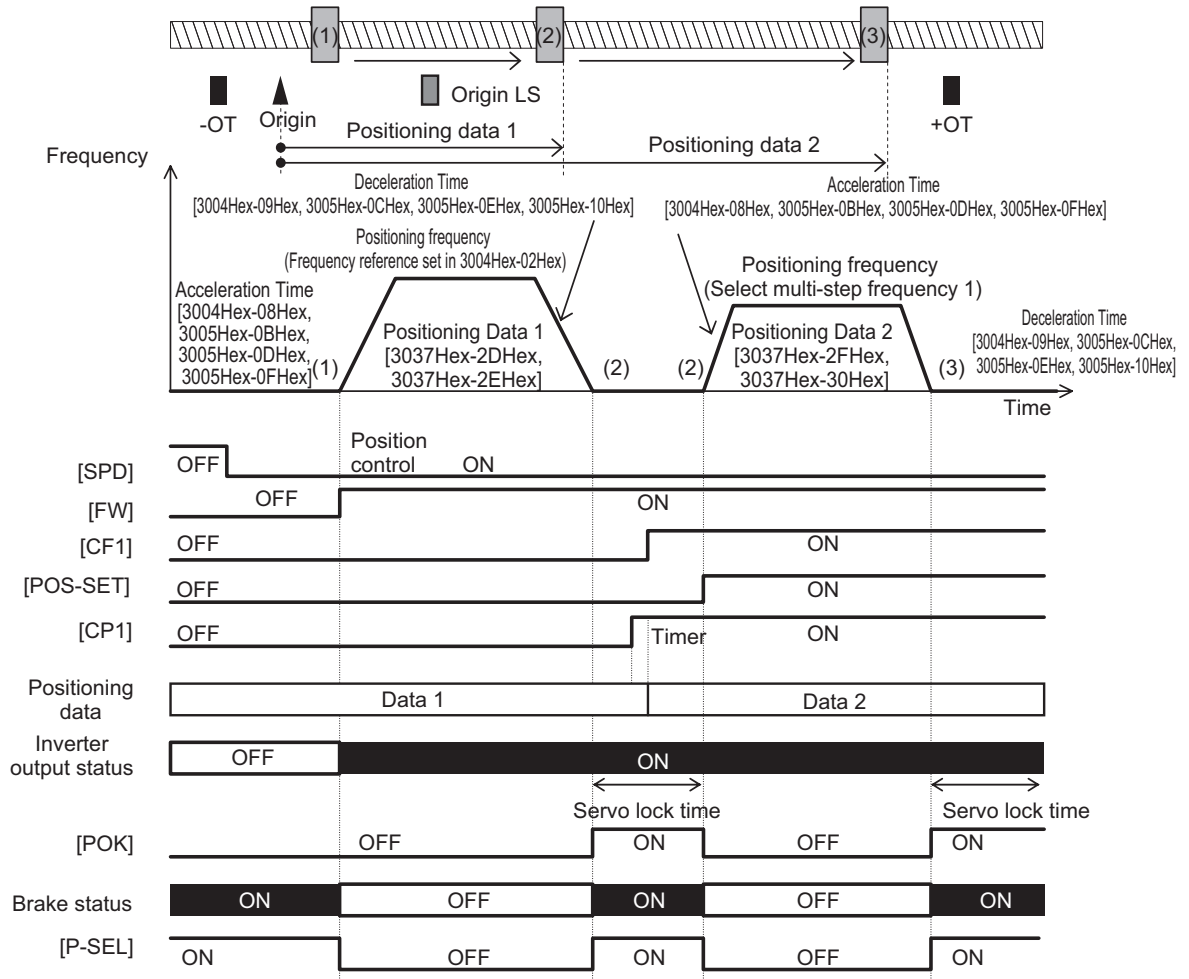 (1)
(2)
(3)
Origin LS
-OT
Origin
+OT
Positioning data 1
Positioning data 2
Frequency
Deceleration Time
[3004Hex-09Hex, 3005Hex-0CHex, 3005Hex-0EHex, 3005Hex-10Hex]
Acceleration Time
[3004Hex-08Hex, 3005Hex-0BHex, 3005Hex-0DHex, 3005Hex-0FHex]
Positioning frequency
(Frequency reference set in 3004Hex-02Hex)
Positioning frequency
(Select multi-step frequency 1)
Acceleration Time
[3004Hex-08Hex,
3005Hex-0BHex,
3005Hex-0DHex,
3005Hex-0FHex]
(1)
Positioning Data 1
[3037Hex-2DHex,
3037Hex-2EHex]
(2)
(2)
Positioning Data 2
[3037Hex-2FHex,
3037Hex-30Hex]
(3)
Deceleration Time
[3004Hex-09Hex, 3005Hex-0CHex,
3005Hex-0EHex, 3005Hex-10Hex]
Time
[SPD]
OFF
Position
control
ON
[FW]
OFF
ON
[CF1]
OFF
ON
[POS-SET]
OFF
ON
[CP1]
OFF
Timer
ON
Positioning
data
Data 1
Data 2
Inverter
output status
OFF
ON
Servo lock time
Servo lock time
[POK]
OFF
ON
OFF
ON
Brake status
ON
OFF
ON
OFF
ON
[P-SEL]
ON
OFF
ON
OFF
ON